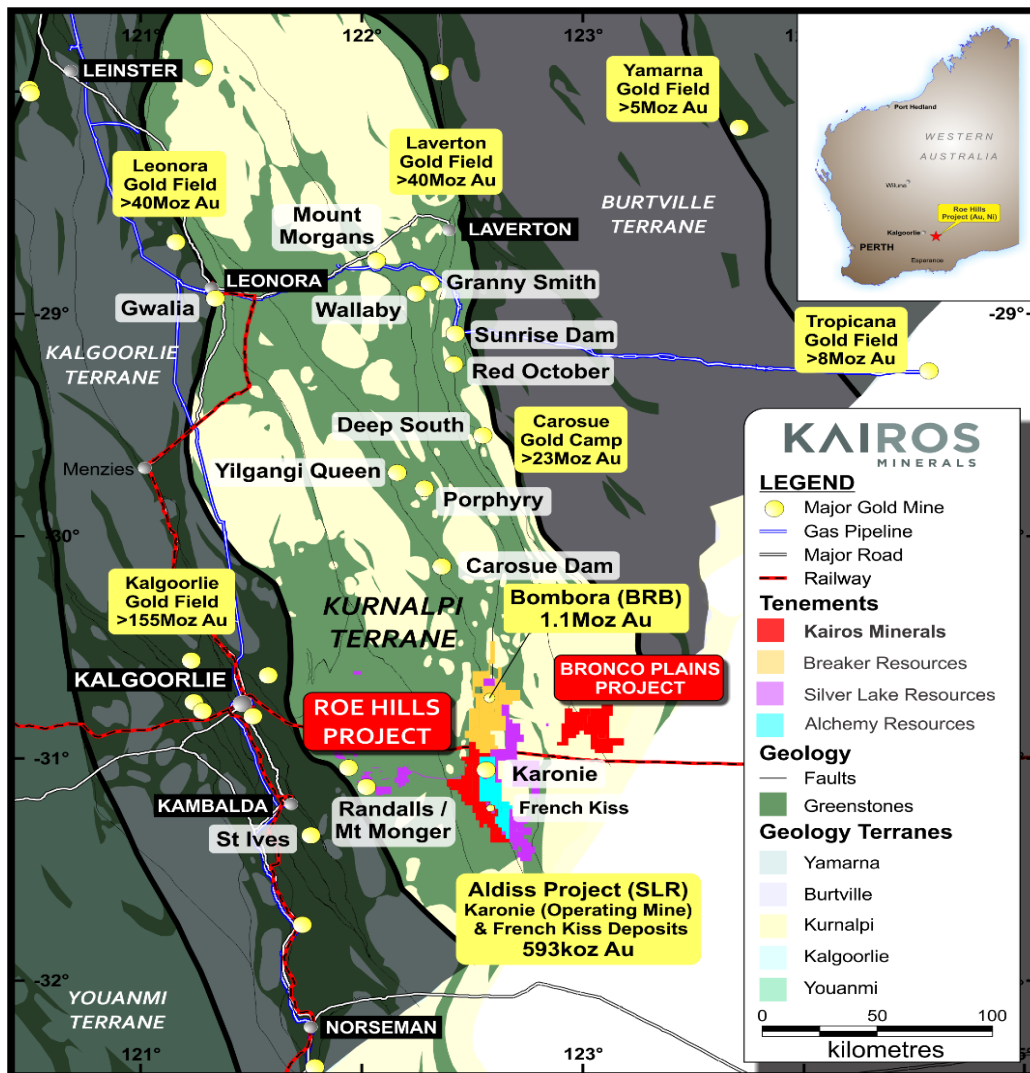 121°
122°
123°
LEINSTER
Yamarna
Gold Field
>5Moz Au
Port Hedland
WESTERN
AUSTRALIA
Wiluna
Roe Hills
Project (Au, Ni)
Kalgoorlie
PERTH
Esperance
Leonora
Gold Field
>40Moz Au
Laverton
Gold Field
>40Moz Au
BURTVILLE
TERRANE
Mount
Morgans
LAVERTON
LEONORA
Granny Smith
Gwalia
Wallaby
-29°
-29°
Sunrise Dam
Tropicana
Gold Field
>8Moz Au
KALGOORLIE
TERRANE
Red October
Deep South
Carosue
Gold Camp
>23Moz Au
Menzies
Yilgangi Queen
Porphyry
-30°
Carosue Dam
Kalgoorlie
Gold Field
>155Moz Au
KURNALPI
TERRANE
Bombora (BRB)
1.1Moz Au
KALGOORLIE
BRONCO PLAINS
PROJECT
ROE HILLS
PROJECT
-31°
Karonie
KAMBALDA
Randalls /
Mt Monger
French Kiss
St Ives
Aldiss Project (SLR)
Karonie (Operating Mine)
& French Kiss Deposits
593koz Au
-32°
YOUANMI
TERRANE
NORSEMAN
121°
123°
KAIROS
MINERALS
LEGEND
Major Gold Mine
Gas Pipeline
Major Road
Railway
Tenements
Kairos Minerals
Breaker Resources
Silver Lake Resources
Alchemy Resources
Geology
Faults
Greenstones
Geology Terranes
Yamarna
Burtville
Kurnalpi
Kalgoorlie
Youanmi
0 50 100
kilometres